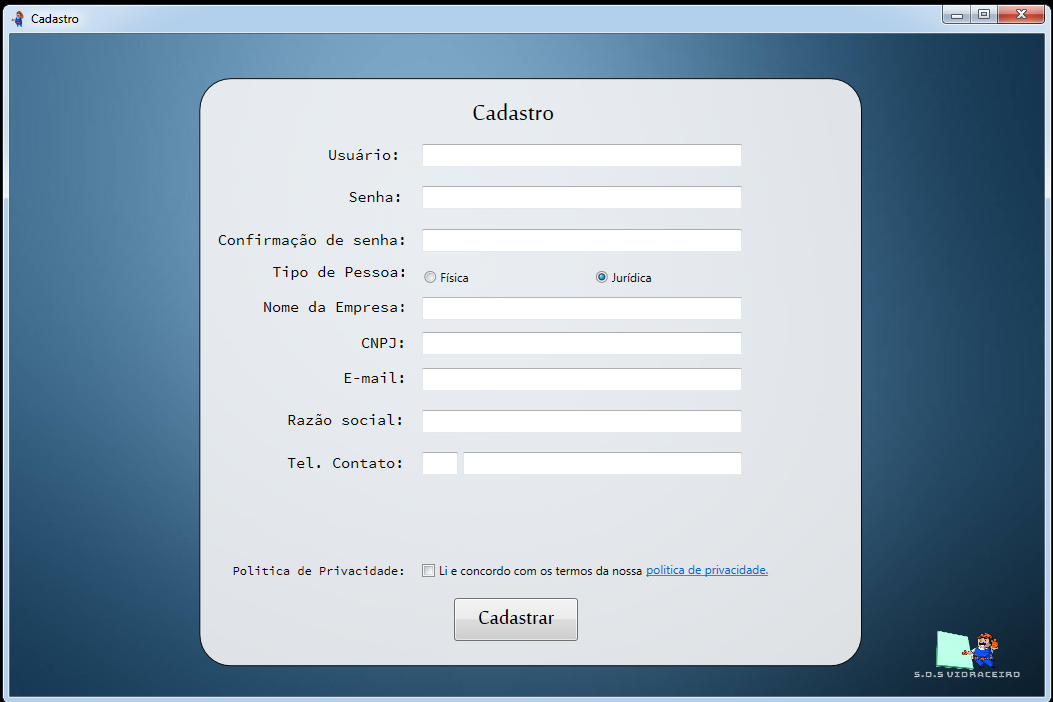 Cadastro
Cadastro
Usuário:
Senha:
Confirmação de senha:
Tipo de Pessoa: Física Jurídica
Nome da Empresa:
CNPJ:
E-mail:
Razão social:
Tel. Contato:
Politica de Privacidade: Li e concordo com os termos da nossa politica de privacidade.
Cadastrar
S.O.S VIDRACEIRO